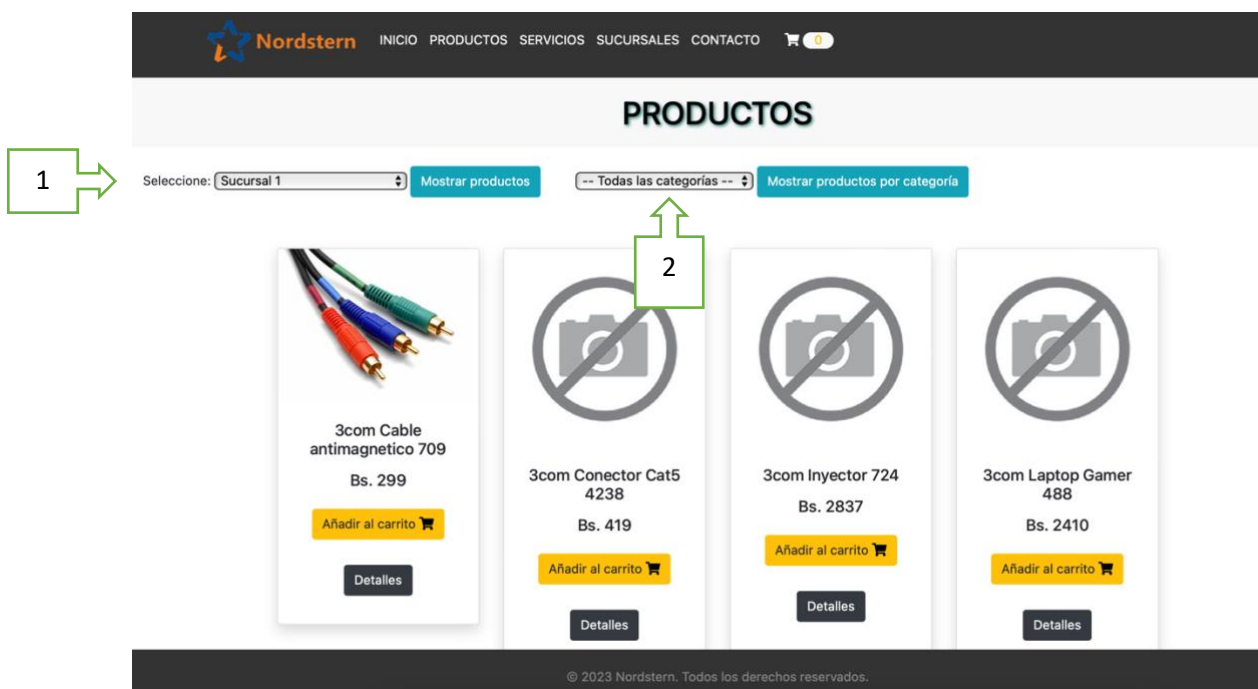 Nordstern INICIO PRODUCTOS SERVICIOS SUCURSALES CONTACTO 0
PRODUCTOS
1
Seleccione: Sucursal 1 Mostrar productos -- Todas las categorías -- Mostrar productos por categoría
2
3com Cable
antimagnetico 709
Bs. 299
Añadir al carrito
Detalles
3com Conector Cat5
4238
Bs. 419
Añadir al carrito
Detalles
3com Inyector 724
Bs. 2837
Añadir al carrito
Detalles
3com Laptop Gamer
488
Bs. 2410
Añadir al carrito
Detalles
© 2023 Nordstern. Todos los derechos reservados.